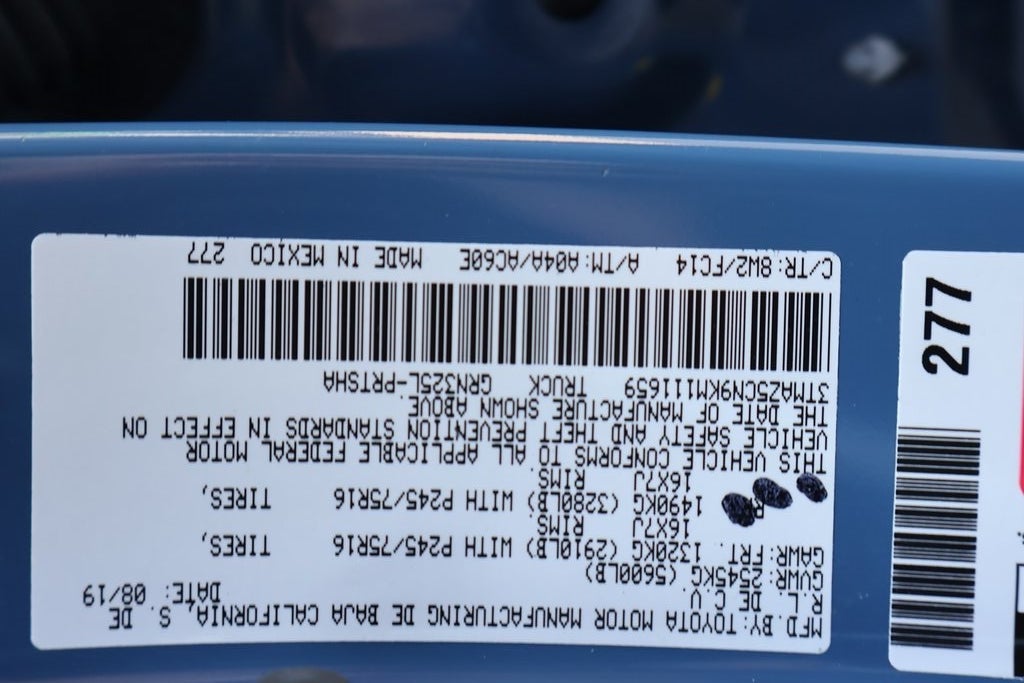 MFD.BY:TOYOTA MOTOR MANUFACTURING DE BAJA CALIFORNIA, S. DE
R.L. DE C.V. DATE: 08/19
GVWR:2545KG(5600LB)
GAWR:FRT. 1320KG (2910LB) WITH P245/75R16 TIRES,
16X7J RIMS
1490KG (3280LB) WITH P245/75R16 TIRES,
16X7J RIMS.
THIS VEHICLE CONFORMS TO ALL APPLICABLE FEDERAL MOTOR
VEHICLE SAFETY AND THEFT PREVENTION STANDARDS IN EFFECT ON
THE DATE OF MANUFACTURE SHOWN ABOVE.
3TMAZ5CN9KM111659 TRUCK GRN325L-PRTSHA
C/TR:8W2/FC14 A/TM:A04A/AC60E MADE IN MEXICO 277
277